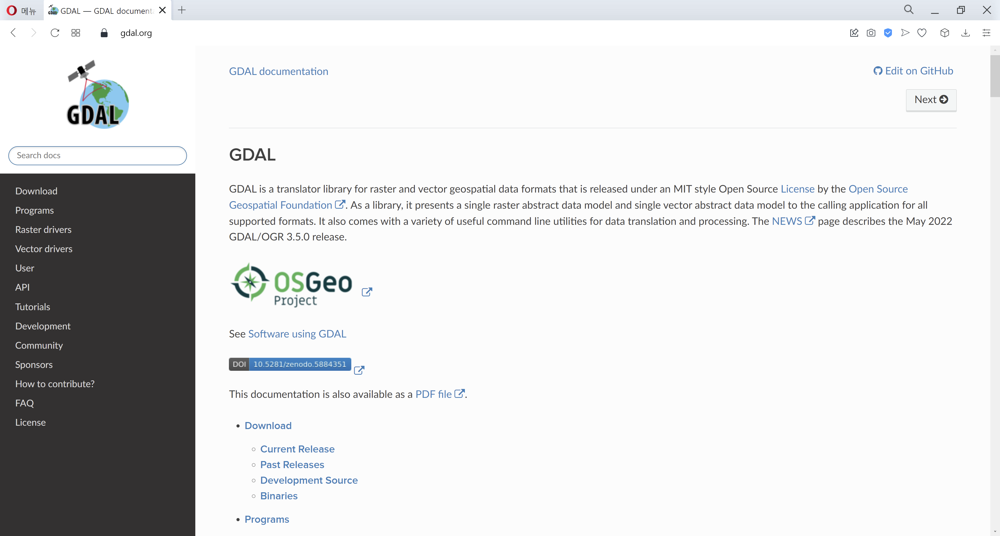 메뉴
GDAL — GDAL documenta
gdal.org
GDAL
Search docs
Download
Programs
Raster drivers
Vector drivers
User
API
Tutorials
Development
Community
Sponsors
How to contribute?
FAQ
License
GDAL documentation
Edit on GitHub
Next
GDAL
GDAL is a translator library for raster and vector geospatial data formats that is released under an MIT style Open Source License by the Open Source
Geospatial Foundation. As a library, it presents a single raster abstract data model and single vector abstract data model to the calling application for all
supported formats. It also comes with a variety of useful command line utilities for data translation and processing. The NEWS page describes the May 2022
GDAL/OGR 3.5.0 release.
OSGeo
Project
See Software using GDAL
DOI 10.5281/zenodo.5884351
This documentation is also available as a PDF file.
• Download
○ Current Release
○ Past Releases
○ Development Source
○ Binaries
• Programs